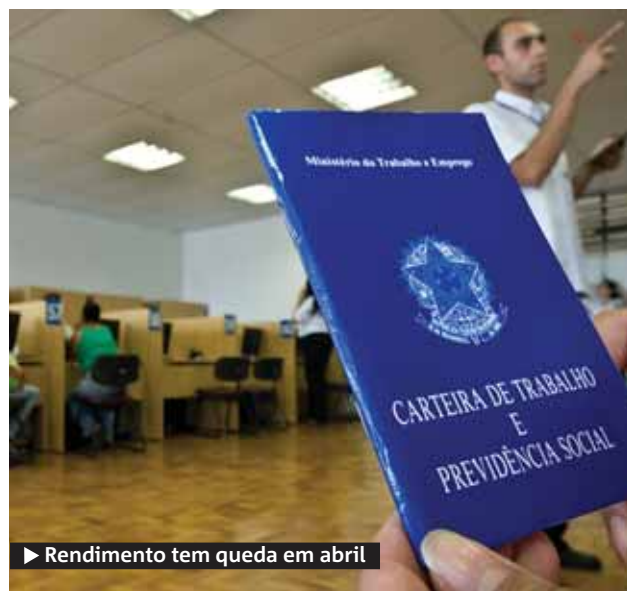 Ministério do Trabalho e Emprego
CARTEIRA DE TRABALHO
E
PREVIDÊNCIA SOCIAL
▶ Rendimento tem queda em abril